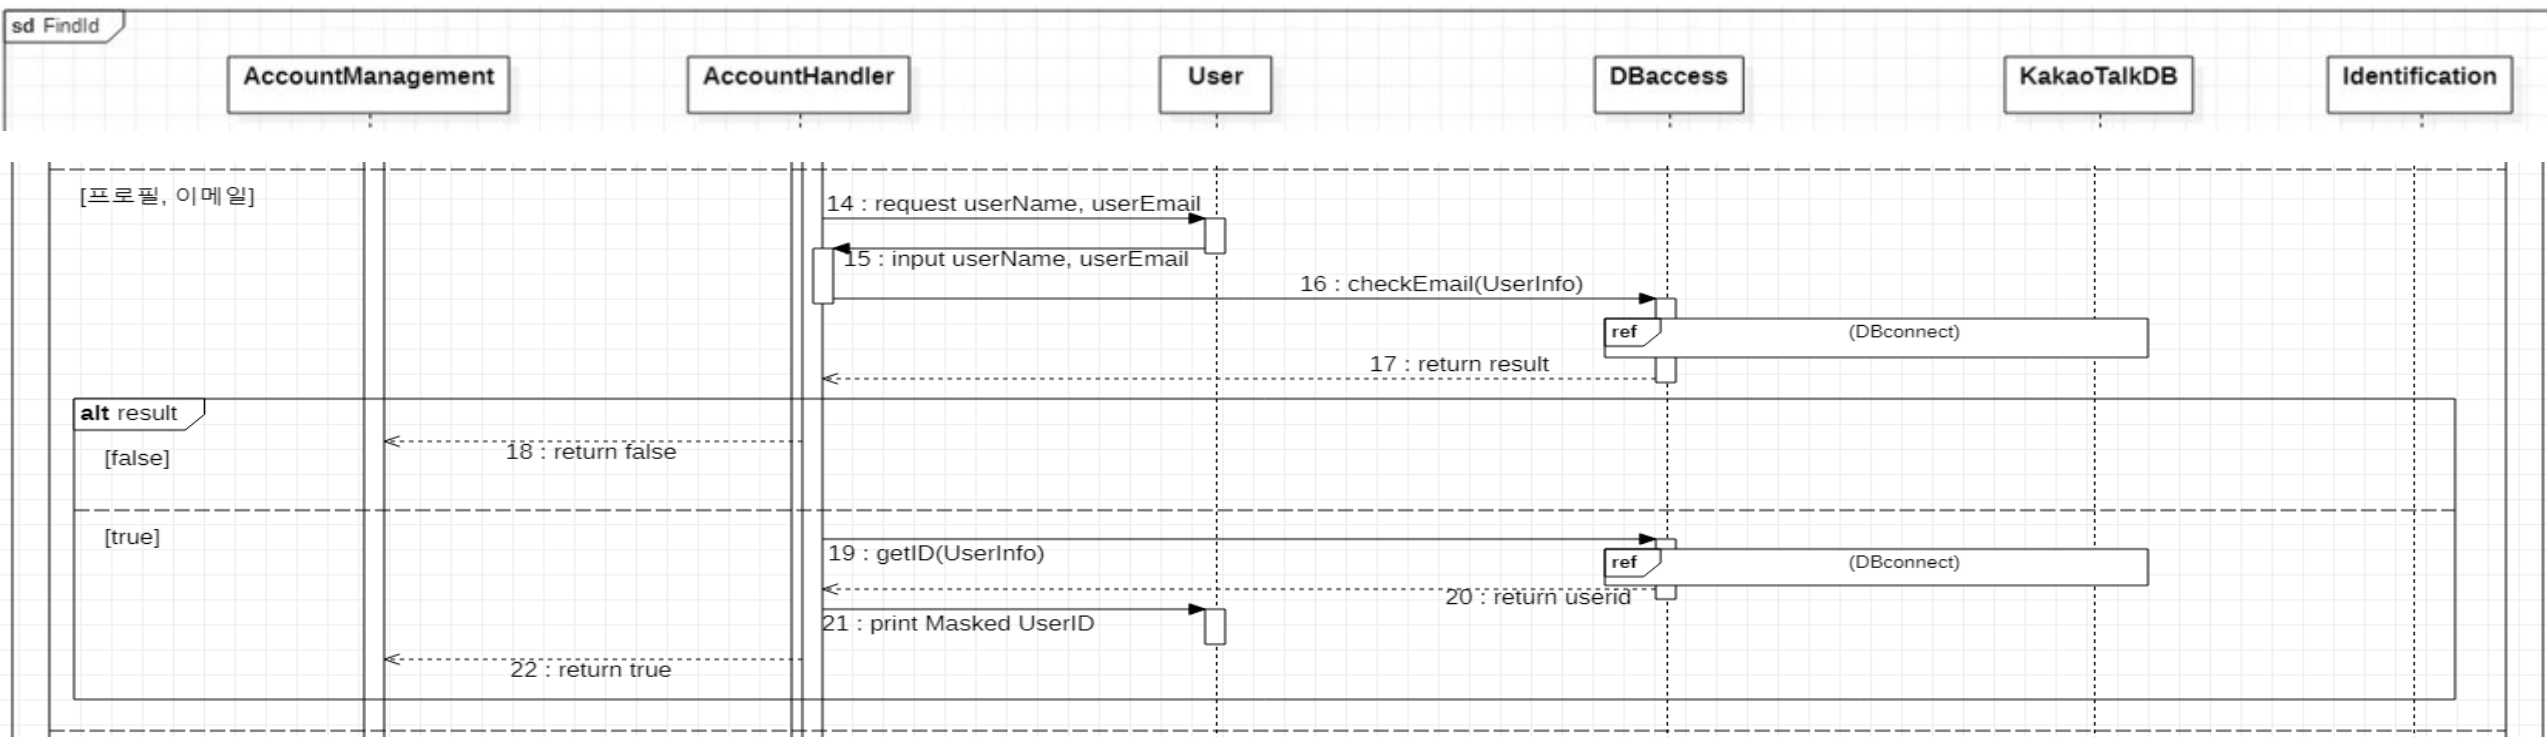 sd FindId
AccountManagement
AccountHandler
User
DBaccess
KakaoTalkDB
Identification
[프로필, 이메일]
14 : request userName, userEmail
15 : input userName, userEmail
16 : checkEmail(UserInfo)
ref
(DBconnect)
17 : return result
alt result
18 : return false
[false]
[true]
19 : getID(UserInfo)
ref
(DBconnect)
20 : return userid
21 : print Masked UserID
22 : return true